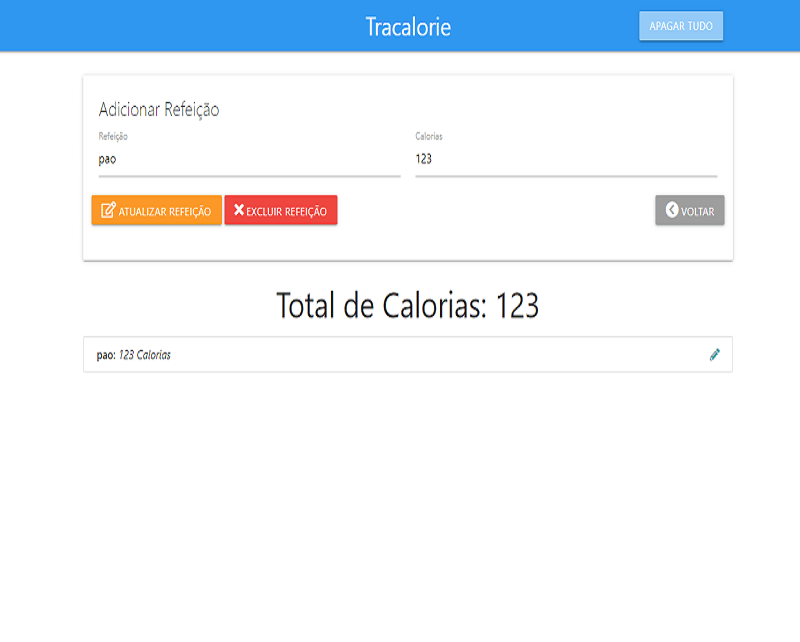 Tracalorie
APAGAR TUDO
Adicionar Refeição
Refeição
Calorias
pao
123
ATUALIZAR REFEIÇÃO
EXCLUIR REFEIÇÃO
VOLTAR
Total de Calorias: 123
pao: 123 Calorias